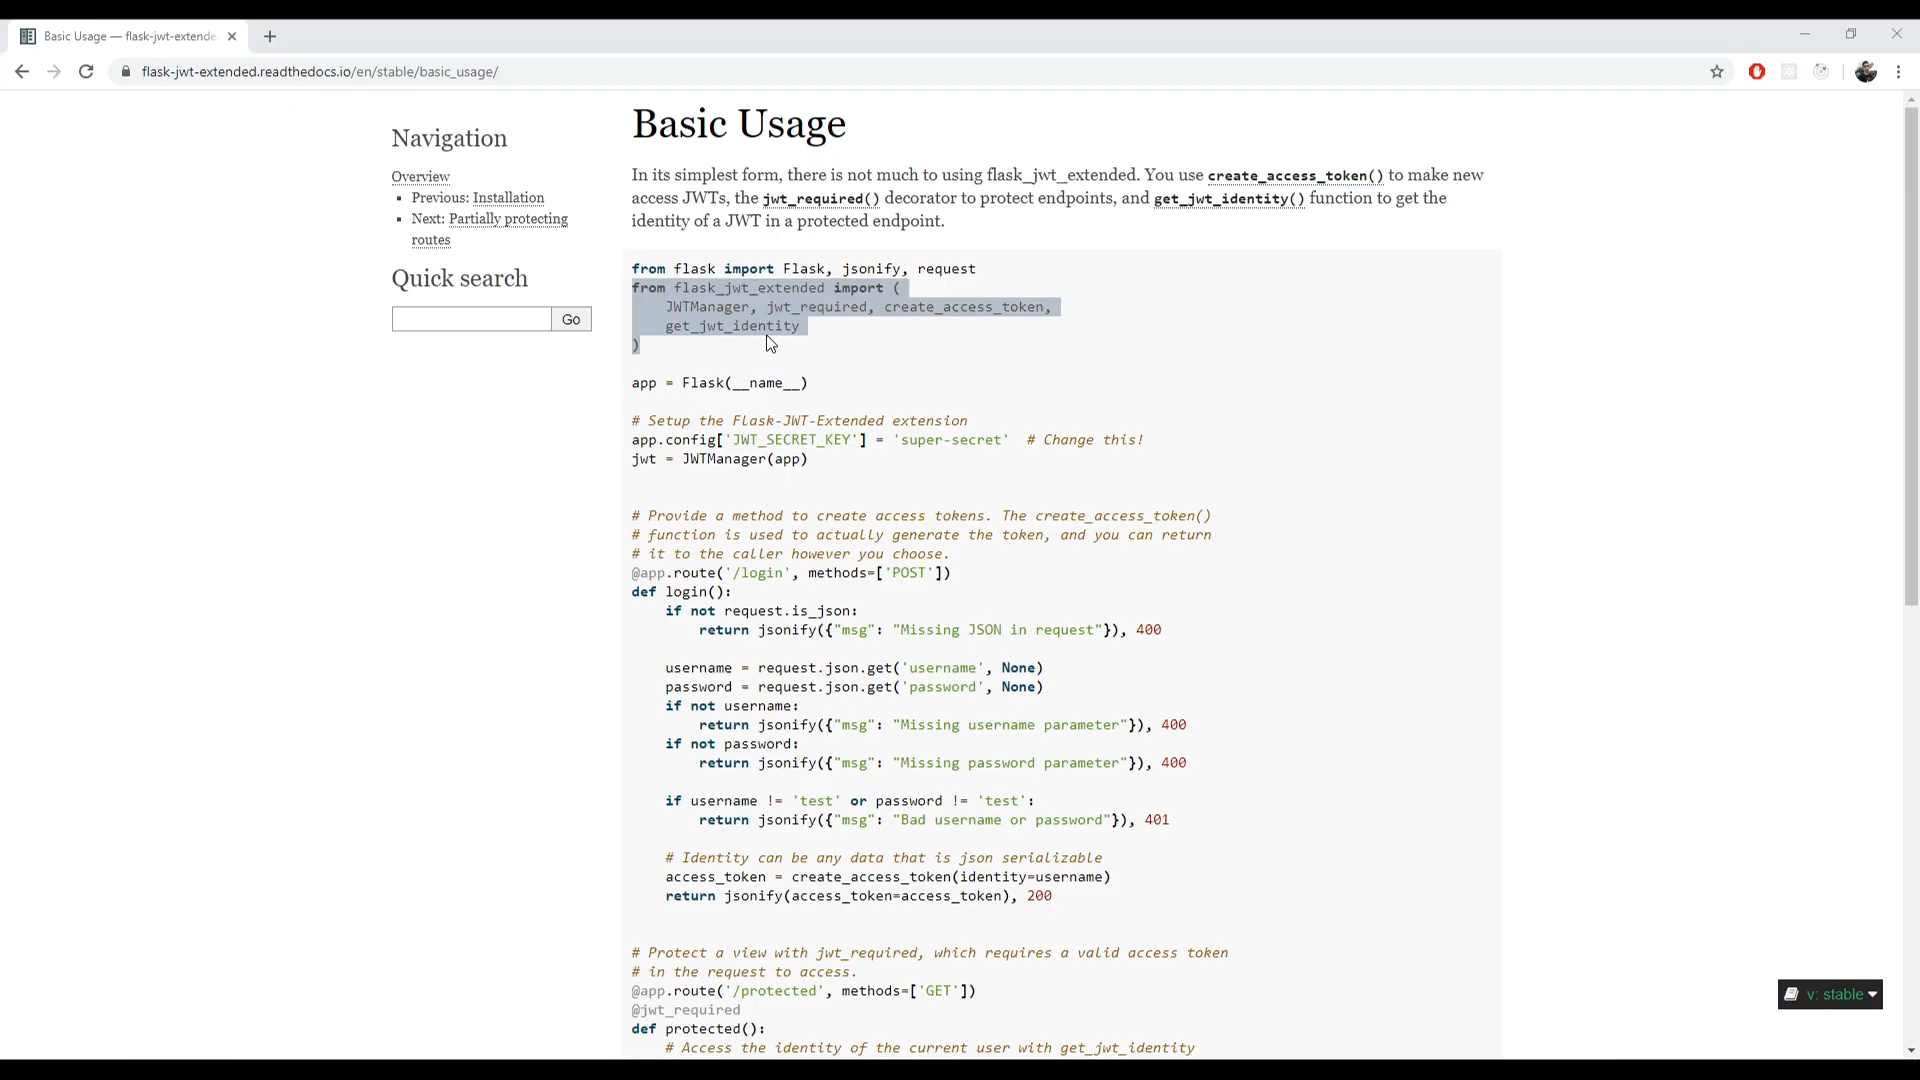 Basic Usage — flask-jwt-extende
flask-jwt-extended.readthedocs.io/en/stable/basic_usage/
Navigation
Overview
Previous: Installation
Next: Partially protecting
routes
Quick search
Go
Basic Usage
In its simplest form, there is not much to using flask_jwt_extended. You use create_access_token() to make new
access JWTs, the jwt_required() decorator to protect endpoints, and get_jwt_identity() function to get the
identity of a JWT in a protected endpoint.
from flask import Flask, jsonify, request
from flask_jwt_extended import (
    JWTManager, jwt_required, create_access_token,
    get_jwt_identity
)
app = Flask(__name__)
# Setup the Flask-JWT-Extended extension
app.config['JWT_SECRET_KEY'] = 'super-secret'  # Change this!
jwt = JWTManager(app)
# Provide a method to create access tokens. The create_access_token()
# function is used to actually generate the token, and you can return
# it to the caller however you choose.
@app.route('/login', methods=['POST'])
def login():
    if not request.is_json:
        return jsonify({"msg": "Missing JSON in request"}), 400
    username = request.json.get('username', None)
    password = request.json.get('password', None)
    if not username:
        return jsonify({"msg": "Missing username parameter"}), 400
    if not password:
        return jsonify({"msg": "Missing password parameter"}), 400
    if username != 'test' or password != 'test':
        return jsonify({"msg": "Bad username or password"}), 401
    # Identity can be any data that is json serializable
    access_token = create_access_token(identity=username)
    return jsonify(access_token=access_token), 200
# Protect a view with jwt_required, which requires a valid access token
# in the request to access.
@app.route('/protected', methods=['GET'])
@jwt_required
def protected():
    # Access the identity of the current user with get_jwt_identity
v: stable